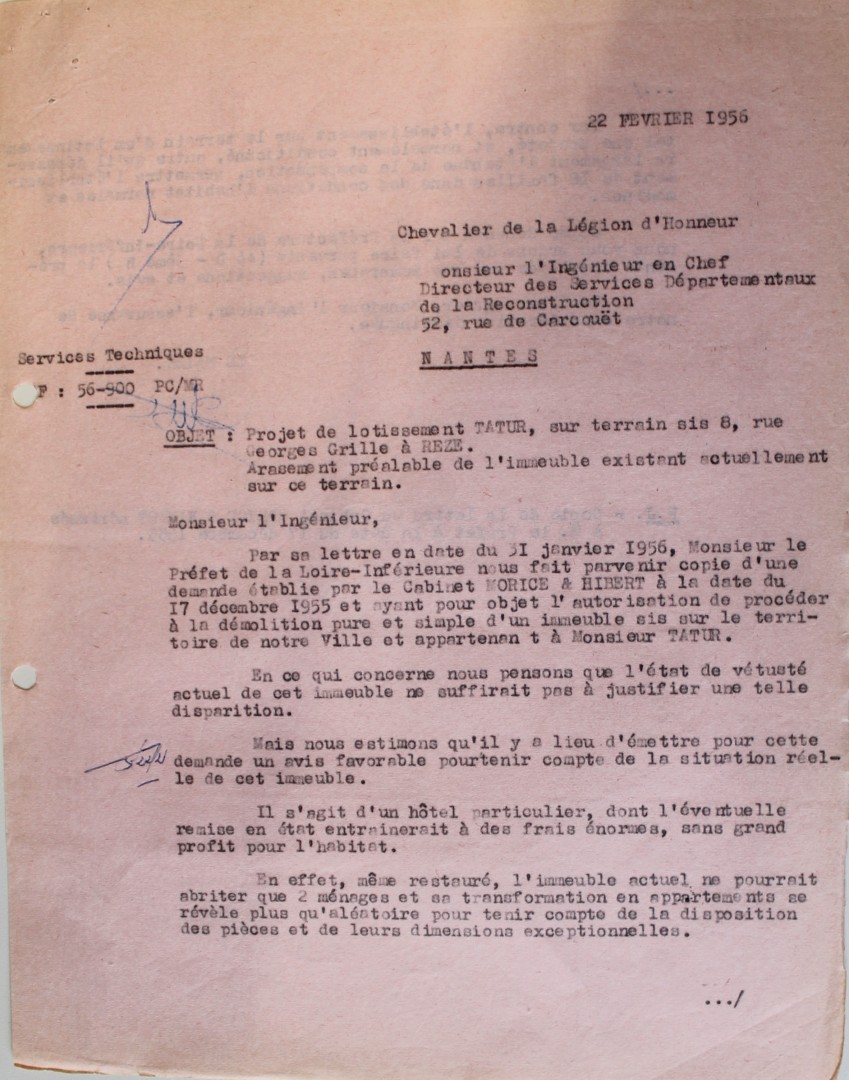 22 FEVRIER 1956
Chevalier de la Légion d'Honneur
onsieur l'Ingénieur en Chef
Directeur des Services Départementaux
de la Reconstruction
52, rue de Carcouët
NANTES
Services Techniques
F : 56-900 PC/MR
OBJET : Projet de lotissement TATUR, sur terrain sis 8, rue
Georges Grille à REZE.
Arasement préalable de l'immeuble existant actuellement
sur ce terrain.
Monsieur l'Ingénieur,
Par sa lettre en date du 31 janvier 1956, Monsieur le
Préfet de la Loire-Inférieure nous fait parvenir copie d'une
demande établie par le Cabinet MORICE & HIBERT à la date du
17 décembre 1955 et ayant pour objet l'autorisation de procéder
à la démolition pure et simple d'un immeuble sis sur le terri-
toire de notre Ville et appartenan t à Monsieur TATUR.
En ce qui concerne nous pensons que l'état de vétusté
actuel de cet immeuble ne suffirait pas à justifier une telle
disparition.
Mais nous estimons qu'il y a lieu d'émettre pour cette
demande un avis favorable pourtenir compte de la situation réel-
le de cet immeuble.
Il s'agit d'un hôtel particulier, dont l'éventuelle
remise en état entrainerait à des frais énormes, sans grand
profit pour l'habitat.
En effet, même restauré, l'immeuble actuel ne pourrait
abriter que 2 ménages et sa transformation en appartements se
révèle plus qu'aléatoire pour tenir compte de la disposition
des pièces et de leurs dimensions exceptionnelles.
.../